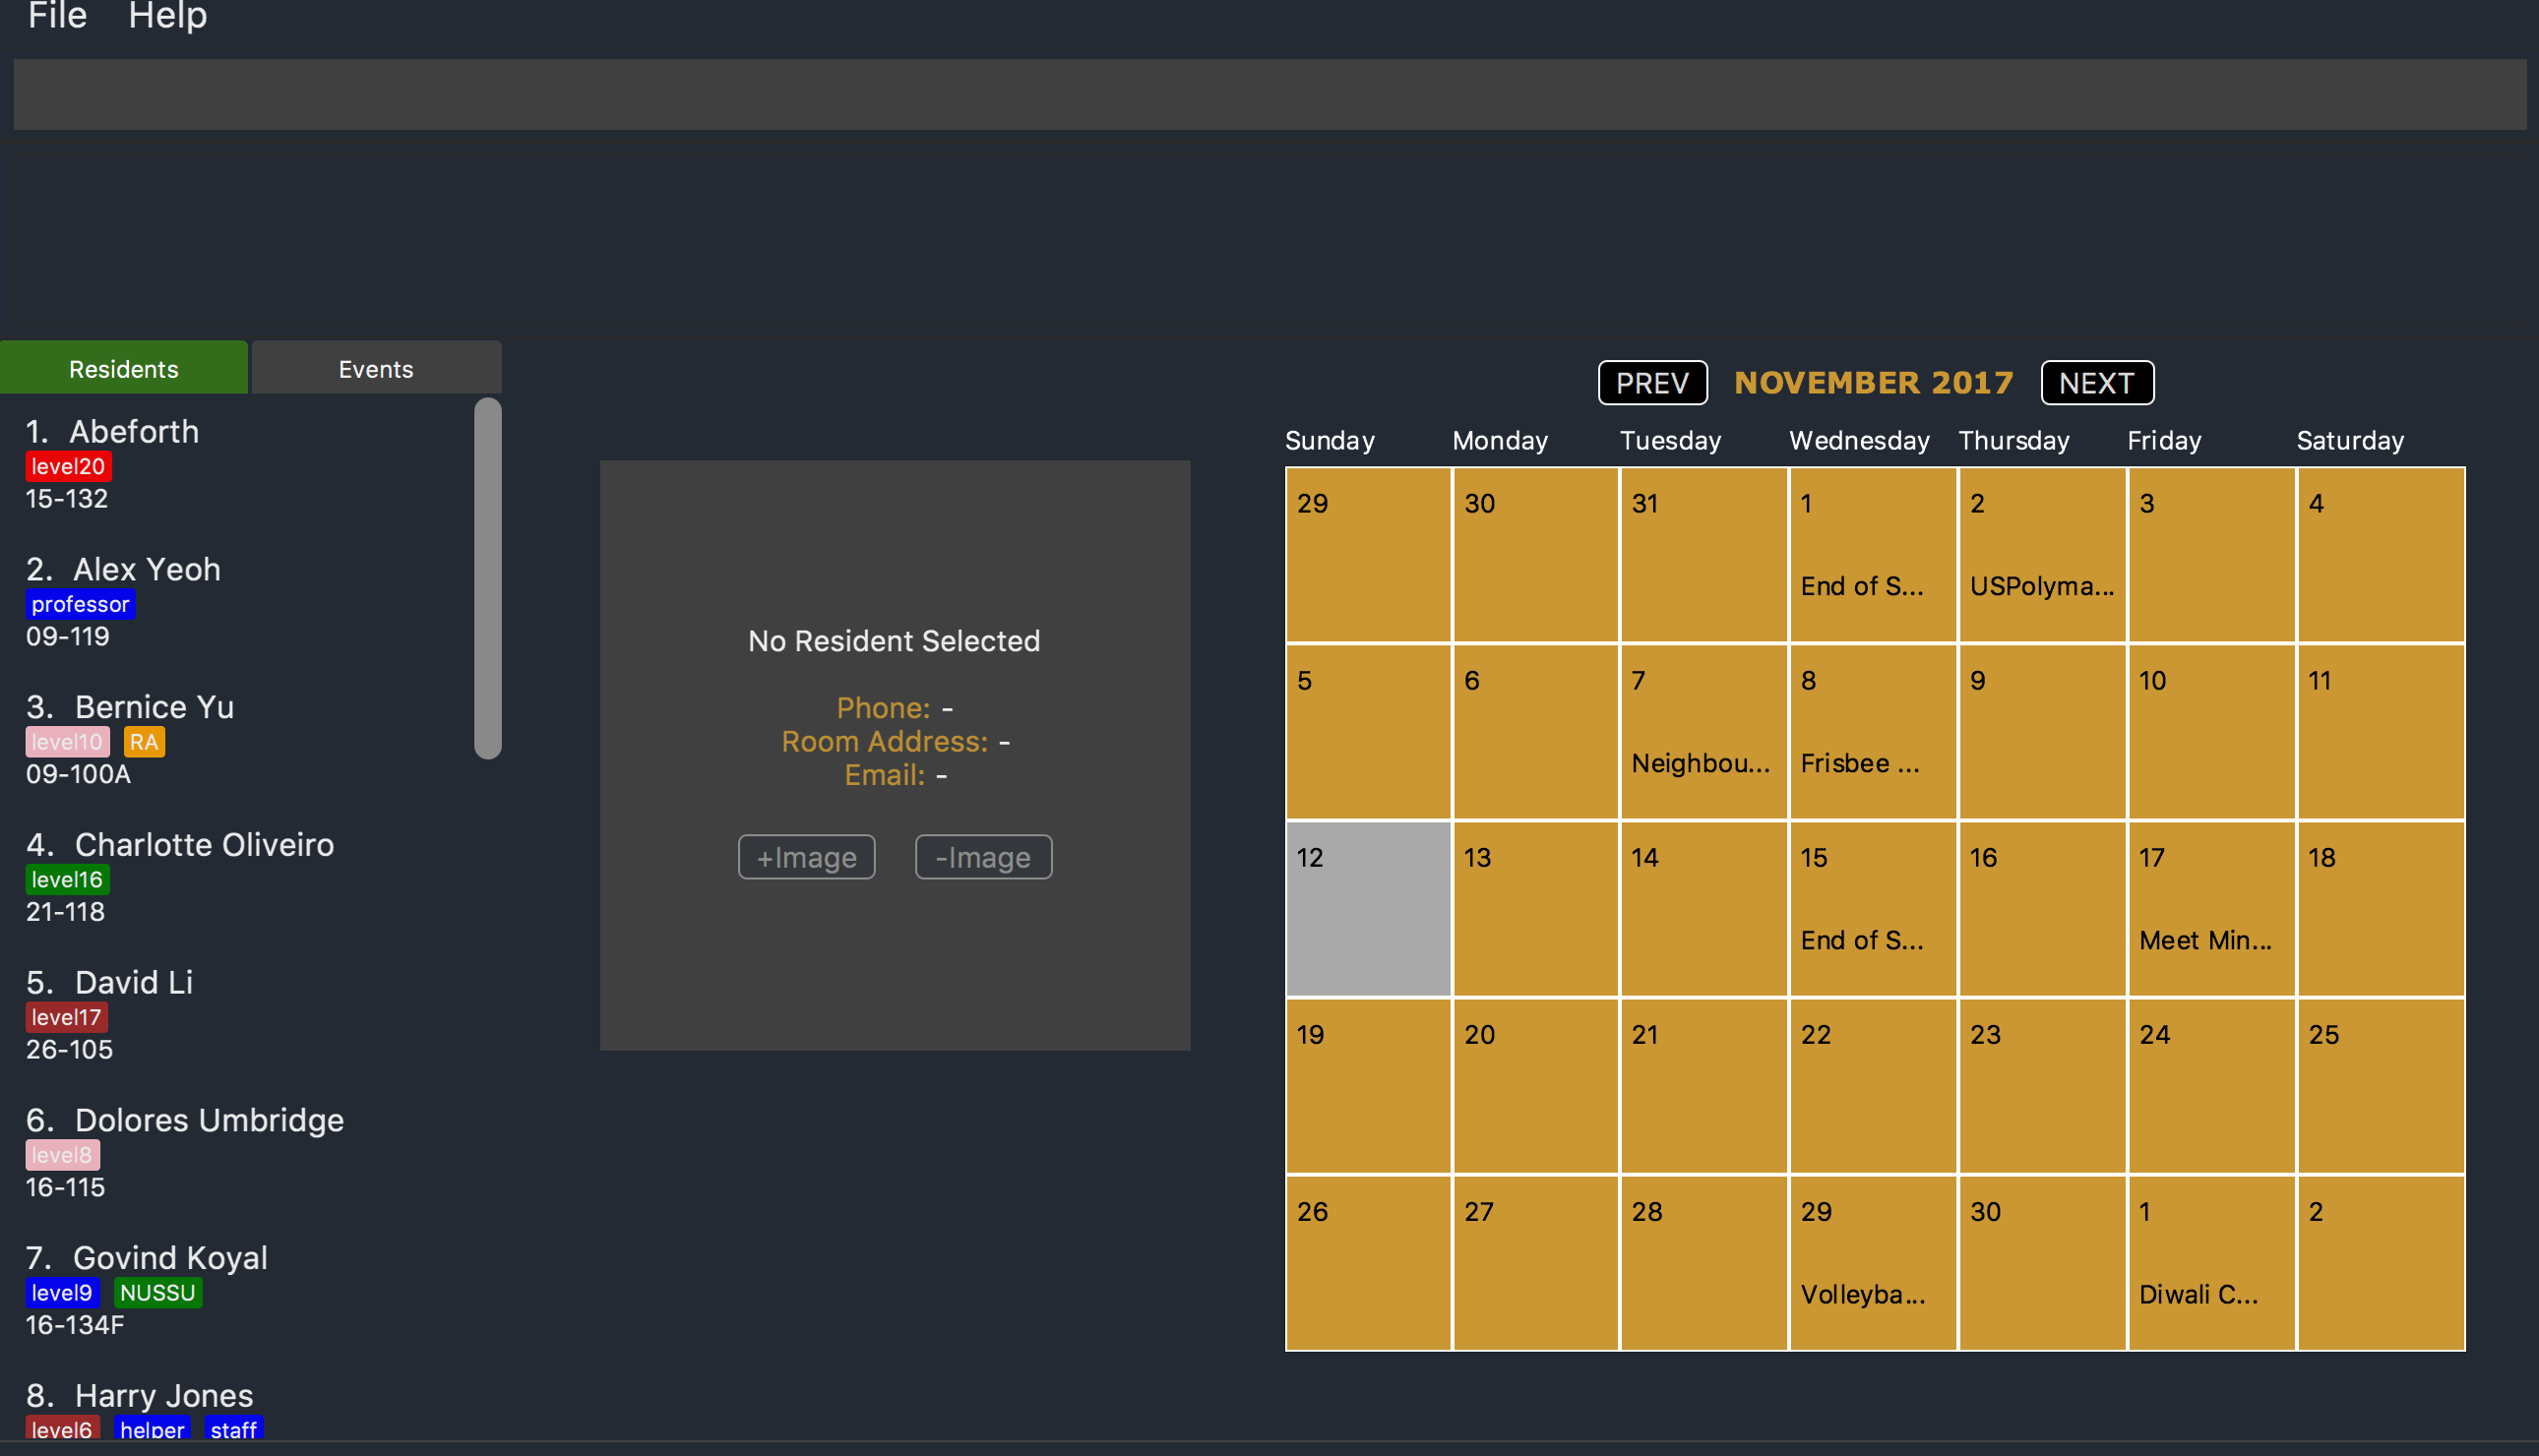 File Help
Residents Events
1. Abeforth
level20
15-132
2. Alex Yeoh
professor
09-119
3. Bernice Yu
level10 RA
09-100A
4. Charlotte Oliveiro
level16
21-118
5. David Li
level17
26-105
6. Dolores Umbridge
level8
16-115
7. Govind Koyal
level9 NUSSU
16-134F
8. Harry Jones
level6 helper staff
No Resident Selected
Phone: -
Room Address: -
Email: -
+Image -Image
PREV NOVEMBER 2017 NEXT
Sunday Monday Tuesday Wednesday Thursday Friday Saturday
29 30 31 1 2 3 4
End of S... USPolyma...
5 6 7 8 9 10 11
Neighbou... Frisbee ...
12 13 14 15 16 17 18
End of S... Meet Min...
19 20 21 22 23 24 25
26 27 28 29 30 1 2
Volleyba... Diwali C...